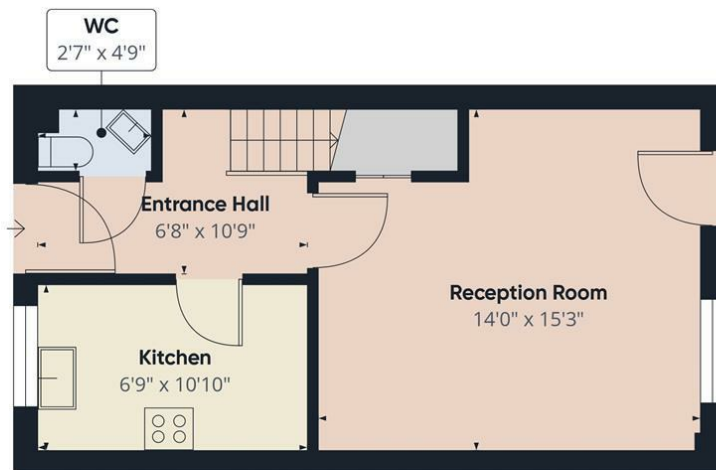 WC
2'7" x 4'9"
Entrance Hall
6'8" x 10'9"
Reception Room
14'0" x 15'3"
Kitchen
6'9" x 10'10"